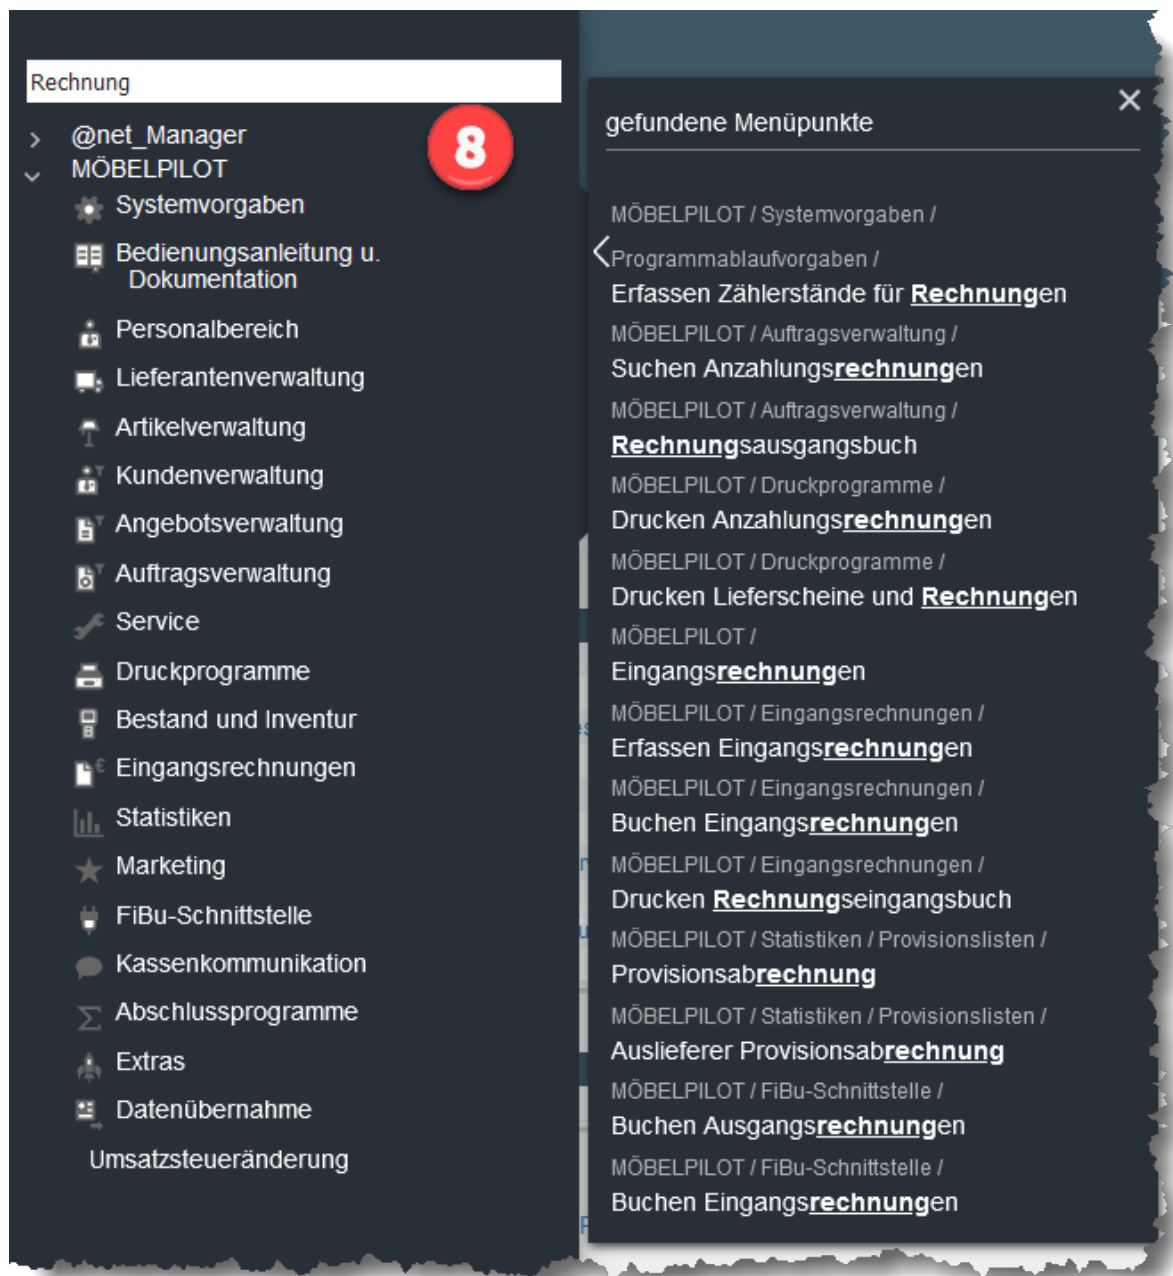 Rechnung
8
@net_Manager
MÖBELPILOT
Systemvorgaben
Bedienungsanleitung u.
Dokumentation
Personalbereich
Lieferantenverwaltung
Artikelverwaltung
Kundenverwaltung
Angebotsverwaltung
Auftragsverwaltung
Service
Druckprogramme
Bestand und Inventur
Eingangsrechnungen
Statistiken
Marketing
FiBu-Schnittstelle
Kassenkommunikation
Abschlussprogramme
Extras
Datenübernahme
Umsatzsteueränderung
gefundene Menüpunkte
MÖBELPILOT / Systemvorgaben /
Programmablaufvorgaben /
Erfassen Zählerstände für Rechnungen
MÖBELPILOT / Auftragsverwaltung /
Suchen Anzahlungsrechnungen
MÖBELPILOT / Auftragsverwaltung /
Rechnungsausgangsbuch
MÖBELPILOT / Druckprogramme /
Drucken Anzahlungsrechnungen
MÖBELPILOT / Druckprogramme /
Drucken Lieferscheine und Rechnungen
MÖBELPILOT /
Eingangsrechnungen
MÖBELPILOT / Eingangsrechnungen /
Erfassen Eingangsrechnungen
MÖBELPILOT / Eingangsrechnungen /
Buchen Eingangsrechnungen
MÖBELPILOT / Eingangsrechnungen /
Drucken Rechnungseingangsbuch
MÖBELPILOT / Statistiken / Provisionslisten /
Provisionsabrechnung
MÖBELPILOT / Statistiken / Provisionslisten /
Auslieferer Provisionsabrechnung
MÖBELPILOT / FiBu-Schnittstelle /
Buchen Ausgangsrechnungen
MÖBELPILOT / FiBu-Schnittstelle /
Buchen Eingangsrechnungen